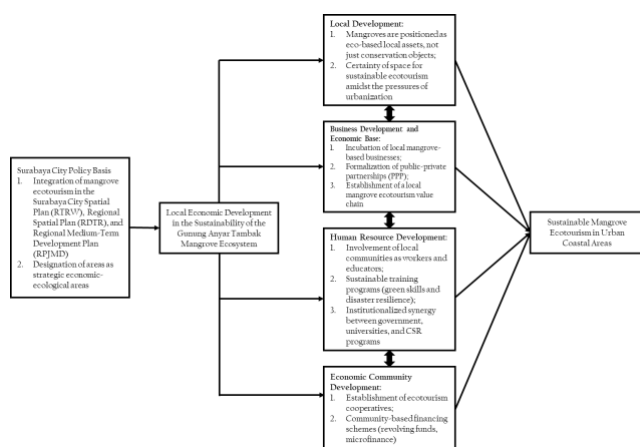 Surabaya City Policy Basis
1. Integration of mangrove
ecotourism in the
Surabaya City Spatial
Plan (RTRW), Regional
Spatial Plan (RDTR), and
Regional Medium-Term
Development Plan
(RPJMD)
2. Designation of areas as
strategic economic-
ecological areas
Local Economic Development
in the Sustainability of the
Gunung Anyar Tambak
Mangrove Ecosystem
Local Development:
1. Mangroves are positioned as
eco-based local assets, not
just conservation objects;
2. Certainty of space for
sustainable ecotourism
amidst the pressures of
urbanization
Business Development and
Economic Base:
1. Incubation of local mangrove-
based businesses;
2. Formalization of public-private
partnerships (PPP);
3. Establishment of a local
mangrove ecotourism value
chain
Human Resource Development:
1. Involvement of local
communities as workers and
educators;
2. Sustainable training
programs (green skills and
disaster resilience);
3. Institutionalized synergy
between government,
universities, and CSR
programs
Economic Community
Development:
1. Establishment of ecotourism
cooperatives;
2. Community-based financing
schemes (revolving funds,
microfinance)
Sustainable Mangrove
Ecotourism in Urban
Coastal Areas